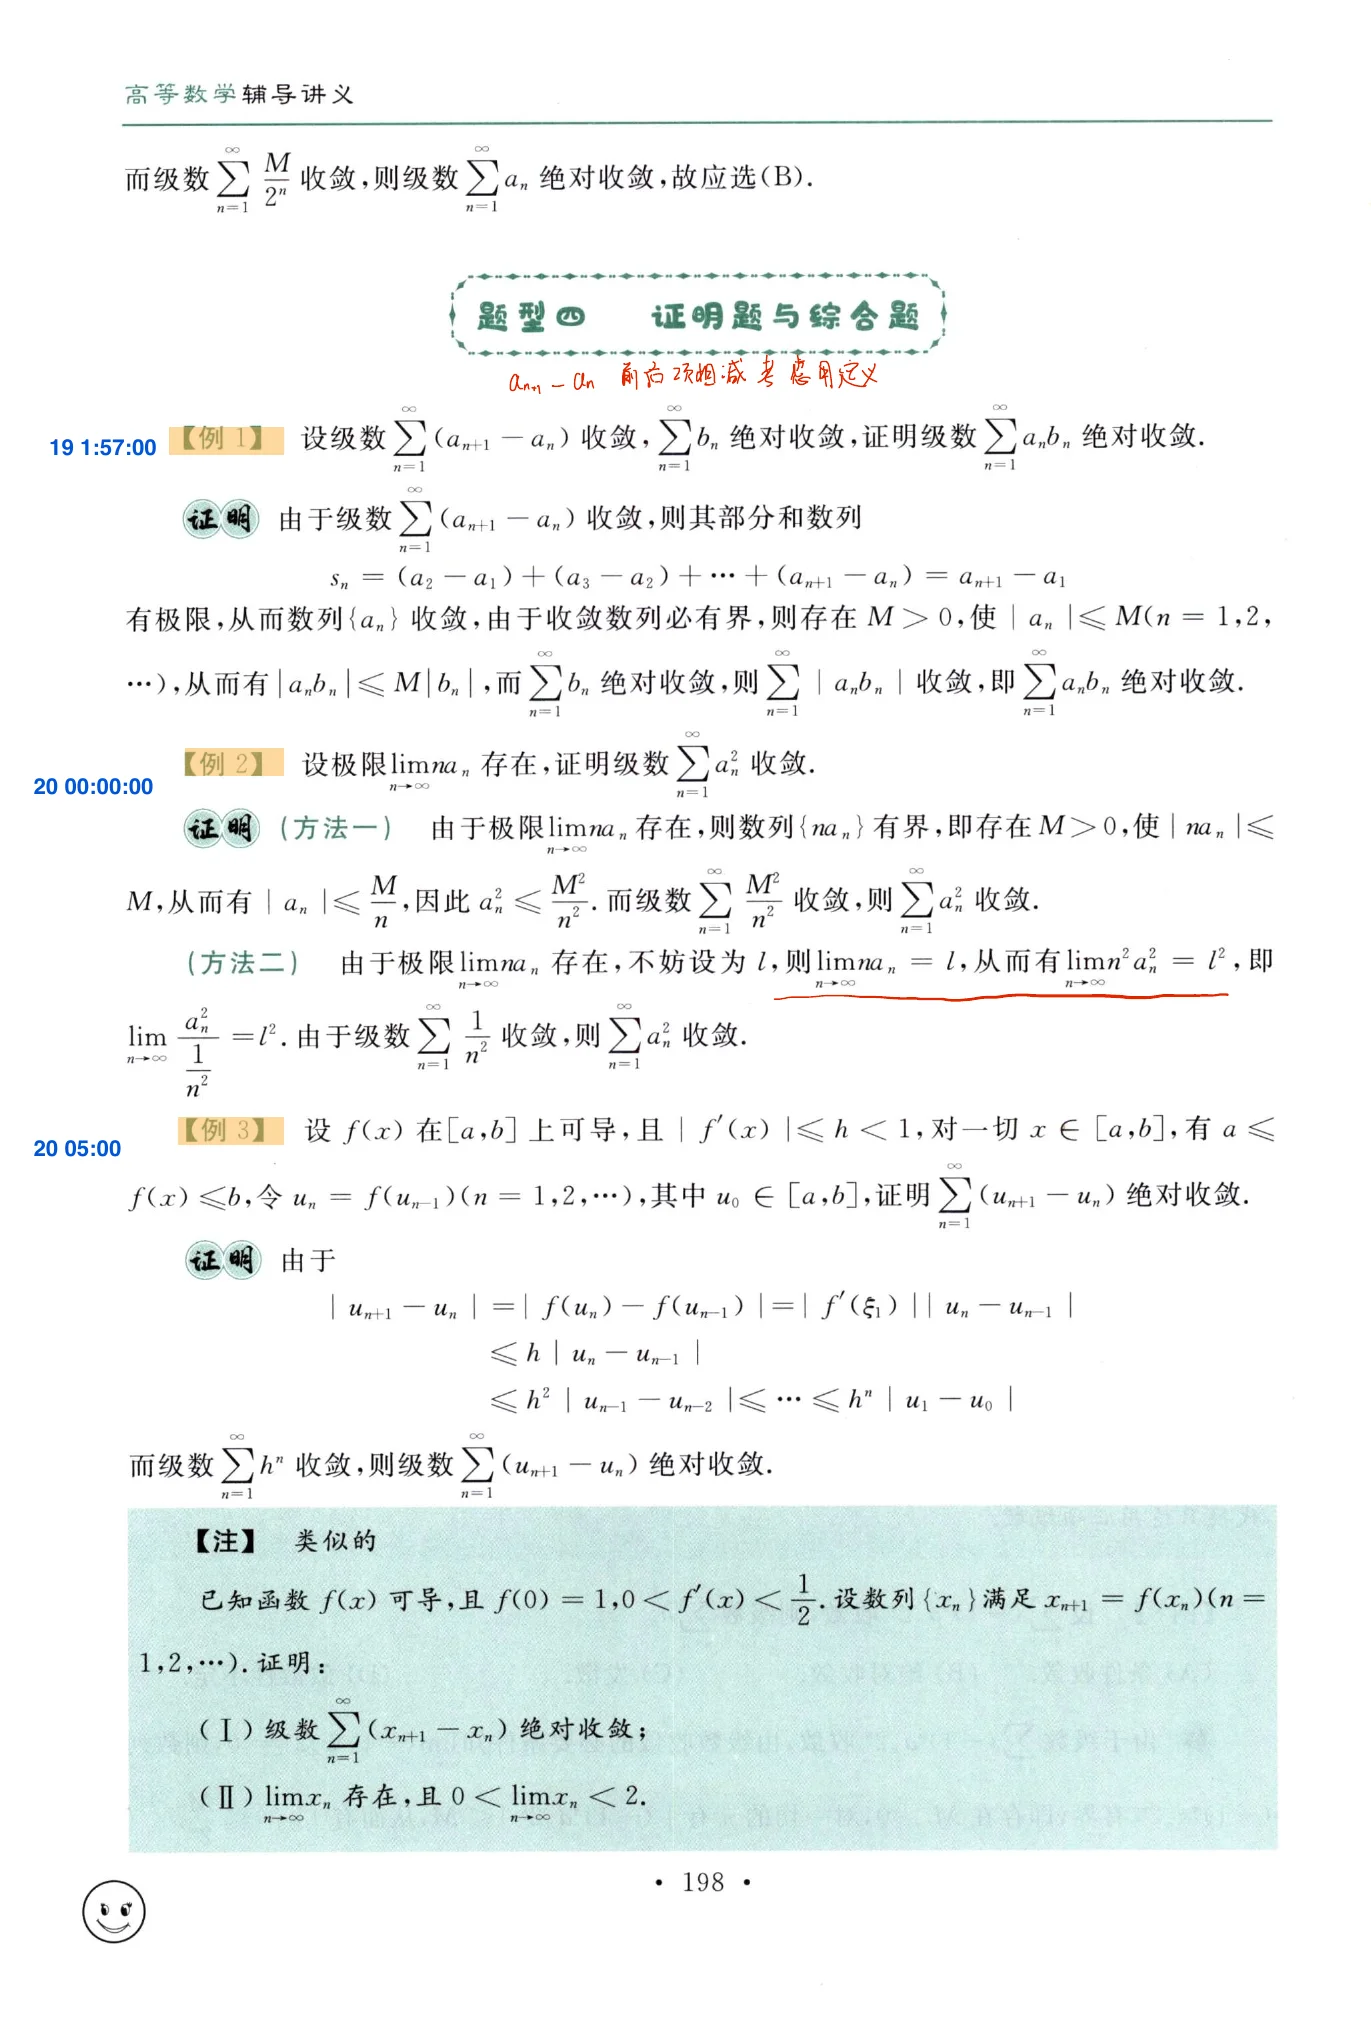 高等数学辅导讲义
而级数 $\sum_{n=1}^{\infty} \frac{M}{2^n}$ 收敛,则级数 $\sum_{n=1}^{\infty} a_n$ 绝对收敛,故应选(B).
题型四 证明题与综合题
$a_{n+1} - a_n$ 前后项相减考虑用定义
19 1:57:00 【例 1】 设级数 $\sum_{n=1}^{\infty} (a_{n+1} - a_n)$ 收敛, $\sum_{n=1}^{\infty} b_n$ 绝对收敛,证明级数 $\sum_{n=1}^{\infty} a_n b_n$ 绝对收敛.
证明 由于级数 $\sum_{n=1}^{\infty} (a_{n+1} - a_n)$ 收敛,则其部分和数列
$s_n = (a_2 - a_1) + (a_3 - a_2) + \cdots + (a_{n+1} - a_n) = a_{n+1} - a_1$
有极限,从而数列{$a_n$} 收敛,由于收敛数列必有界,则存在 $M > 0$,使 $| a_n | \leqslant M (n = 1,2,$
$\cdots)$,从而有 $|a_n b_n| \leqslant M |b_n|$,而 $\sum_{n=1}^{\infty} b_n$ 绝对收敛,则 $\sum_{n=1}^{\infty} | a_n b_n |$ 收敛,即 $\sum_{n=1}^{\infty} a_n b_n$ 绝对收敛.
20 00:00:00 【例 2】 设极限 $\lim_{n \to \infty} n a_n$ 存在,证明级数 $\sum_{n=1}^{\infty} a_n^2$ 收敛.
证明 (方法一) 由于极限 $\lim_{n \to \infty} n a_n$ 存在,则数列{$n a_n$}有界,即存在 $M > 0$,使 $| n a_n | \leqslant$
$M$,从而有 $| a_n | \leqslant \frac{M}{n}$,因此 $a_n^2 \leqslant \frac{M^2}{n^2}$. 而级数 $\sum_{n=1}^{\infty} \frac{M^2}{n^2}$ 收敛,则 $\sum_{n=1}^{\infty} a_n^2$ 收敛.
(方法二) 由于极限 $\lim_{n \to \infty} n a_n$ 存在,不妨设为 $l$,则 $\lim_{n \to \infty} n a_n = l$,从而有 $\lim_{n \to \infty} n^2 a_n^2 = l^2$,即
$\lim_{n \to \infty} \frac{a_n^2}{\frac{1}{n^2}} = l^2$. 由于级数 $\sum_{n=1}^{\infty} \frac{1}{n^2}$ 收敛,则 $\sum_{n=1}^{\infty} a_n^2$ 收敛.
20 05:00 【例 3】 设 $f(x)$ 在 $[a,b]$ 上可导,且 $| f'(x) | \leqslant h < 1$,对一切 $x \in [a,b]$,有 $a \leqslant$
$f(x) \leqslant b$,令 $u_n = f(u_{n-1}) (n = 1,2,\cdots)$,其中 $u_0 \in [a,b]$,证明 $\sum_{n=1}^{\infty} (u_{n+1} - u_n)$ 绝对收敛.
证明 由于
$| u_{n+1} - u_n | = | f(u_n) - f(u_{n-1}) | = | f'(\xi_1) | | u_n - u_{n-1} |$
$\leqslant h | u_n - u_{n-1} |$
$\leqslant h^2 | u_{n-1} - u_{n-2} | \leqslant \cdots \leqslant h^n | u_1 - u_0 |$
而级数 $\sum_{n=1}^{\infty} h^n$ 收敛,则级数 $\sum_{n=1}^{\infty} (u_{n+1} - u_n)$ 绝对收敛.
【注】 类似的
已知函数 $f(x)$ 可导,且 $f(0) = 1, 0 < f'(x) < \frac{1}{2}$. 设数列{$x_n$}满足 $x_{n+1} = f(x_n) (n =$
$1,2,\cdots)$. 证明:
(Ⅰ) 级数 $\sum_{n=1}^{\infty} (x_{n+1} - x_n)$ 绝对收敛;
(Ⅱ) $\lim_{n \to \infty} x_n$ 存在,且 $0 < \lim_{n \to \infty} x_n < 2$.
• 198 •